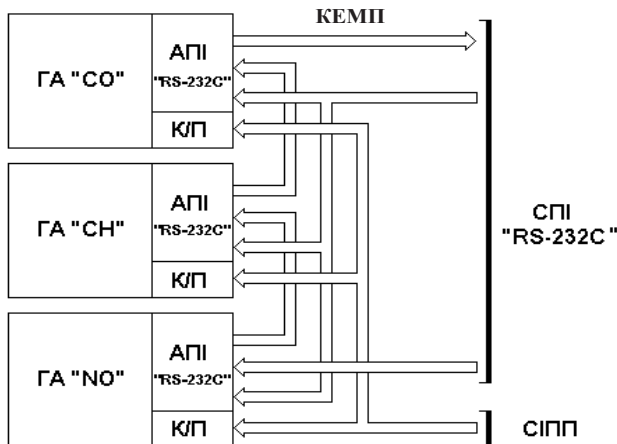 КЕМП
ГА "CO"
АПІ
"RS-232C"
К/П
ГА "CH"
АПІ
"RS-232C"
К/П
ГА "NO"
АПІ
"RS-232C"
К/П
СПІ
"RS-232C"
СІПП